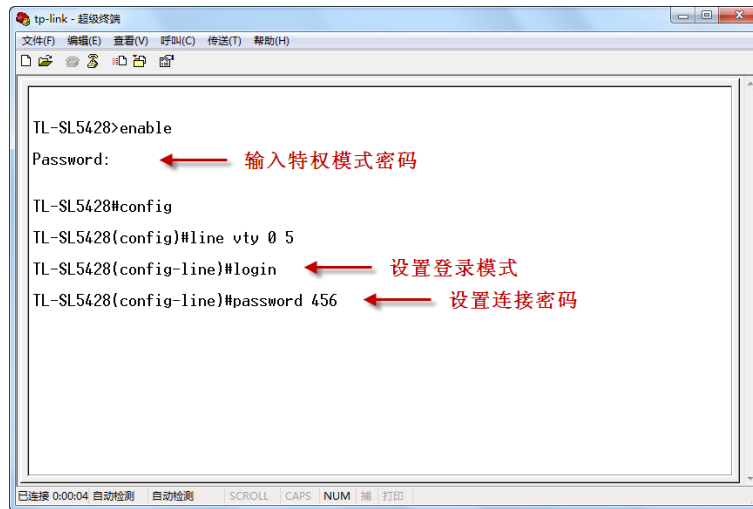 tp-link - 超级终端
文件(F) 编辑(E) 查看(V) 呼叫(C) 传送(T) 帮助(H)
TL-SL5428>enable
Password: 输入特权模式密码
TL-SL5428#config
TL-SL5428(config)#line vty 0 5
TL-SL5428(config-line)#login 设置登录模式
TL-SL5428(config-line)#password 456 设置连接密码
已连接 0:00:04 自动检测 自动检测 SCROLL CAPS NUM 捕 打印